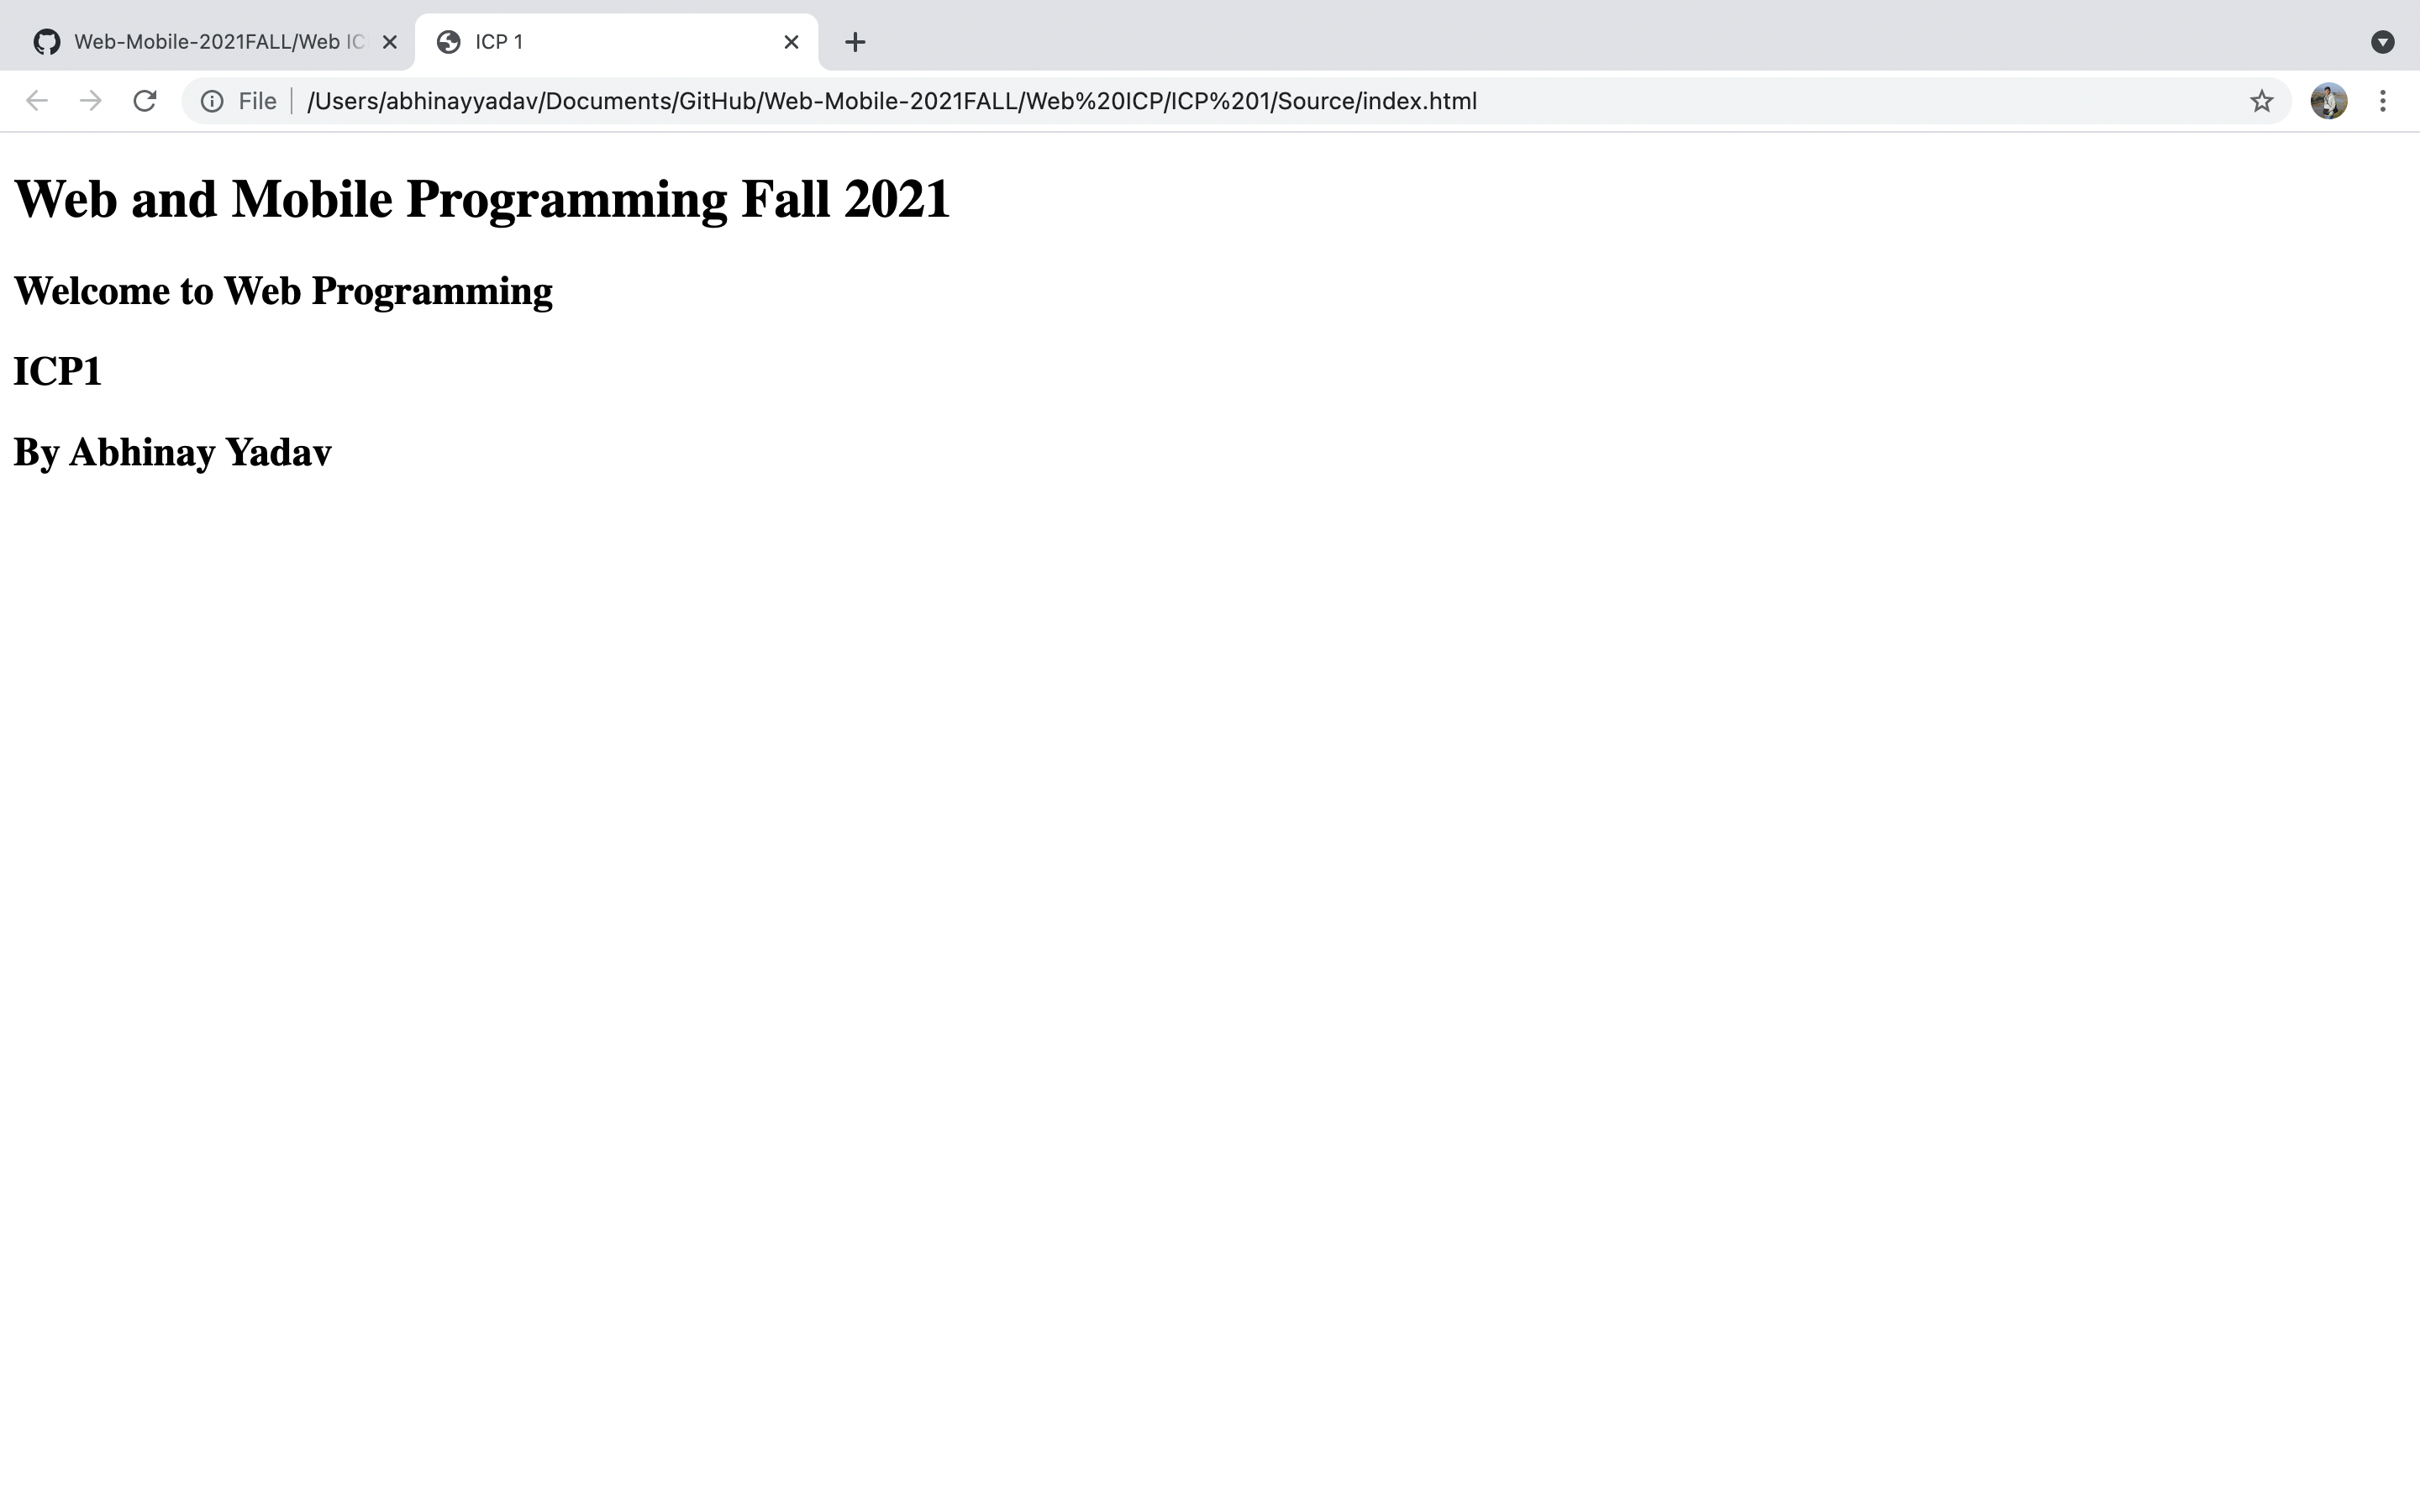 Web-Mobile-2021FALL/Web IC
ICP 1
File
/Users/abhinayyadav/Documents/GitHub/Web-Mobile-2021FALL/Web%20ICP/ICP%201/Source/index.html
Web and Mobile Programming Fall 2021
Welcome to Web Programming
ICP1
By Abhinay Yadav